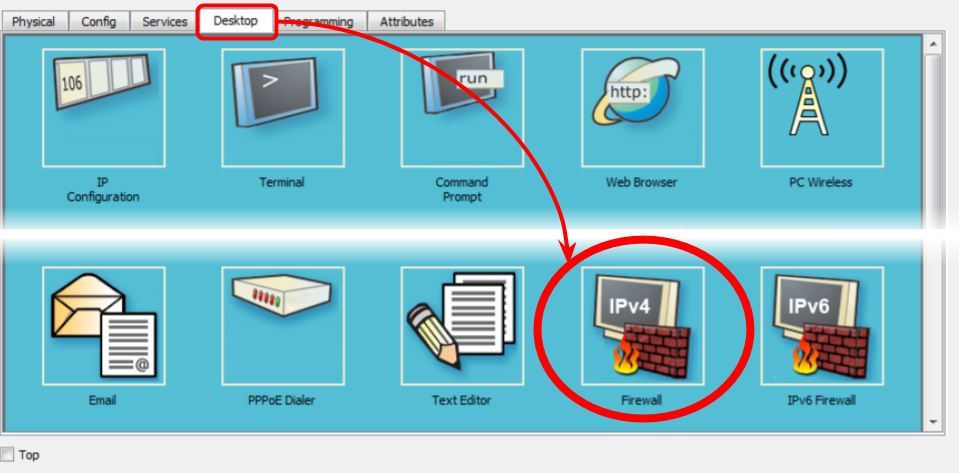 Physical Config Services Desktop Programming Attributes
106
>
run
http:
IP
Configuration
Terminal
Command
Prompt
Web Browser
PC Wireless
@
IPv4
IPv6
Email
PPPoE Dialer
Text Editor
Firewall
IPv6 Firewall
Top